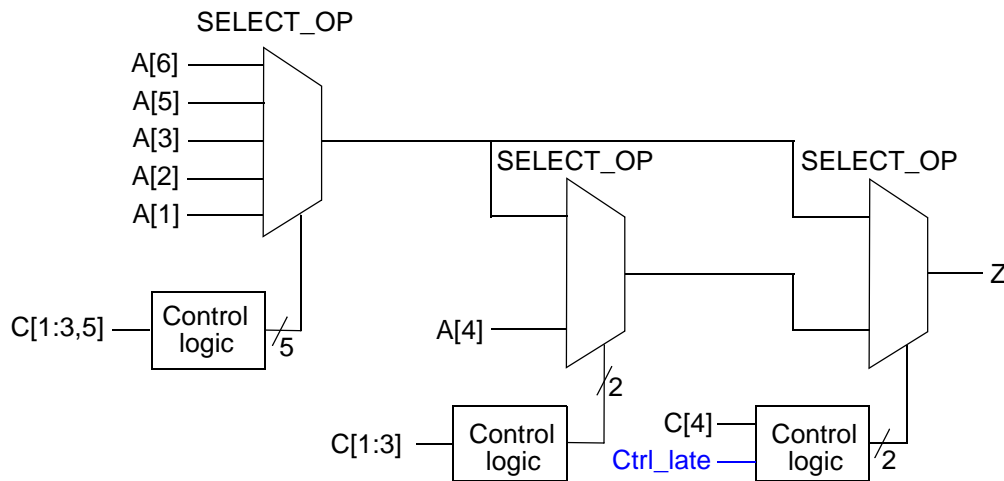 SELECT_OP
A[6]
A[5]
A[3]
A[2]
A[1]
SELECT_OP
SELECT_OP
Z
C[1:3,5]
Control
logic
5
A[4]
2
C[1:3]
Control
logic
C[4]
Ctrl_late
Control
logic
2